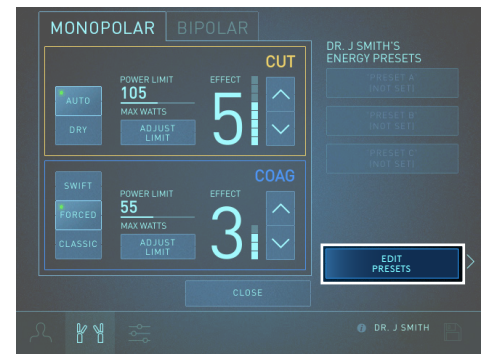 MONOPOLAR
BIPOLAR
CUT
AUTO
DRY
POWER LIMIT
105
MAX WATTS
ADJUST
LIMIT
EFFECT
5
COAG
SWIFT
FORCED
CLASSIC
POWER LIMIT
55
MAX WATTS
ADJUST
LIMIT
EFFECT
3
CLOSE
DR. J SMITH'S
ENERGY PRESETS
PRESET A
(NOT SET)
PRESET B
(NOT SET)
PRESET C
(NOT SET)
EDIT
PRESETS
DR. J SMITH